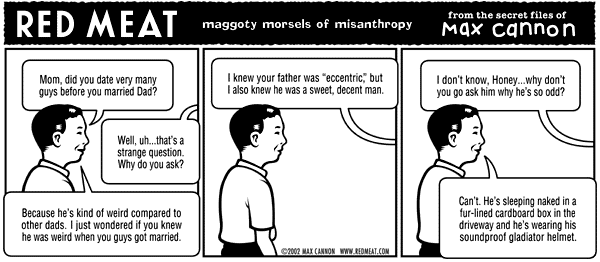 RED MEAT
maggoty morsels of misanthropy
from the secret files of
max cannon
Mom, did you date very many
guys before you married Dad?
Well, uh...that's a
strange question.
Why do you ask?
Because he's kind of weird compared to
other dads. I just wondered if you knew
he was weird when you guys got married.
I knew your father was “eccentric,” but
I also knew he was a sweet, decent man.
©2002 MAX CANNON WWW.REDMEAT.COM
I don't know, Honey...why don't
you go ask him why he's so odd?
Can't. He's sleeping naked in a
fur-lined cardboard box in the
driveway and he's wearing his
soundproof gladiator helmet.